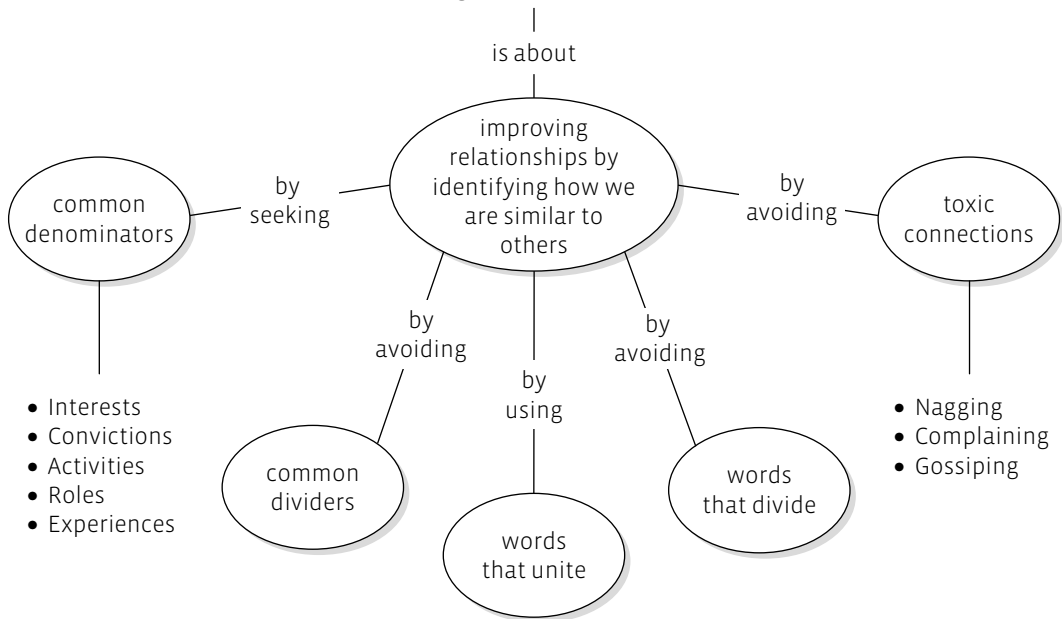 is about
improving
relationships by
identifying how we
are similar to
others
by
seeking
common
denominators
• Interests
• Convictions
• Activities
• Roles
• Experiences
by
avoiding
common
dividers
by
using
words
that unite
by
avoiding
words
that divide
by
avoiding
toxic
connections
• Nagging
• Complaining
• Gossiping